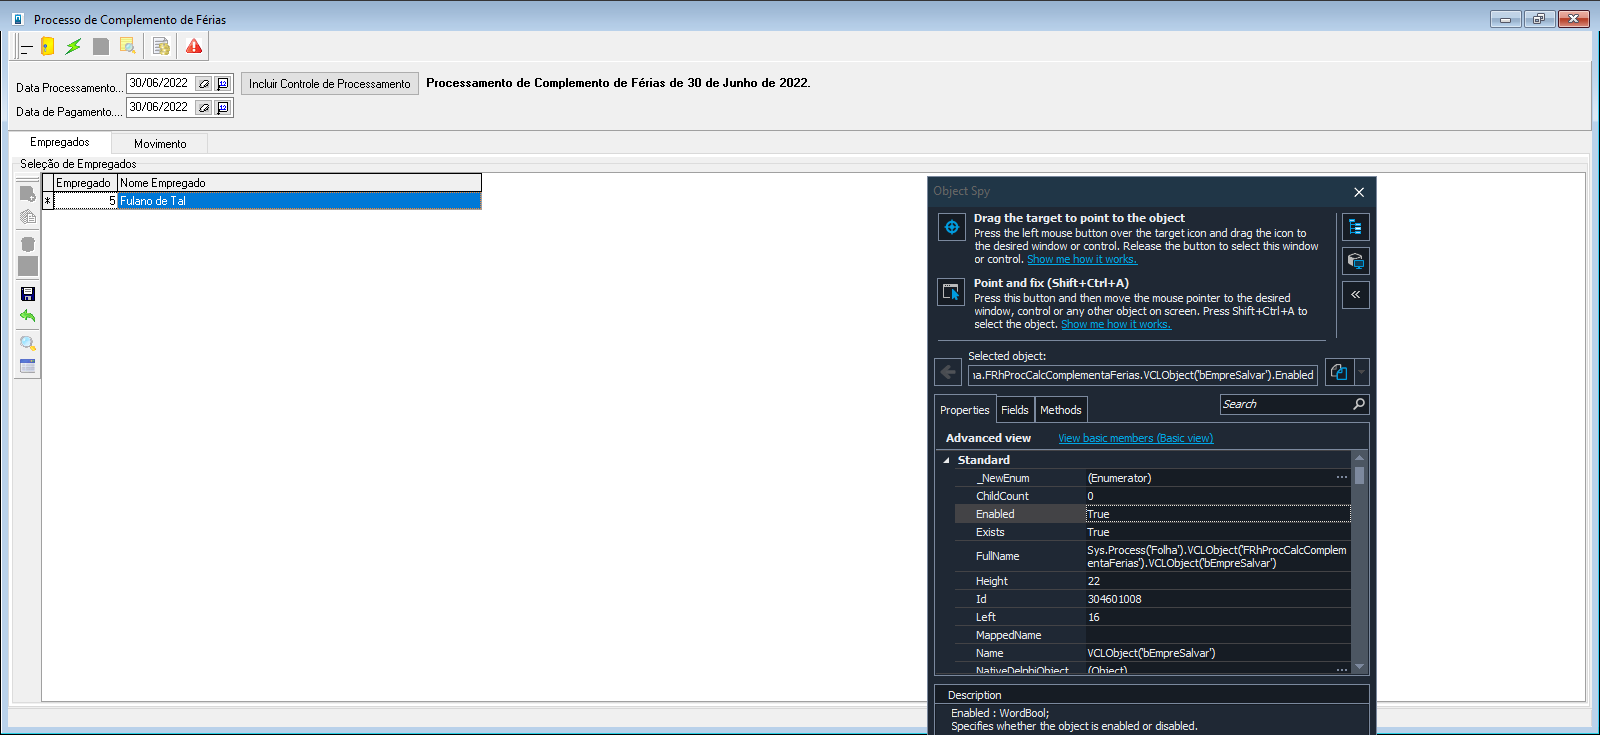 Processo de Complemento de Férias
Data Processamento... 30/06/2022 Incluir Controle de Processamento Processamento de Complemento de Férias de 30 de Junho de 2022.
Data de Pagamento.... 30/06/2022
Empregados Movimento
Seleção de Empregados
Empregado Nome Empregado
* 5 Fulano de Tal
Object Spy
Drag the target to point to the object
Press the left mouse button over the target icon and drag the icon to
the desired window or control. Release the button to select this window
or control. Show me how it works.
Point and fix (Shift+Ctrl+A)
Press this button and then move the mouse pointer to the desired
window, control or any other object on screen. Press Shift+Ctrl+A to
select the object. Show me how it works.
Selected object:
na.FRhProcCalcComplementaFerias.VCLObject('bEmpreSalvar').Enabled
Properties Fields Methods Search
Advanced view View basic members (Basic view)
Standard
_NewEnum (Enumerator) ...
ChildCount 0
Enabled True
Exists True
FullName Sys.Process('Folha').VCLObject('FRhProcCalcComplem
entaFerias').VCLObject('bEmpreSalvar')
Height 22
Id 304601008
Left 16
MappedName
Name VCLObject('bEmpreSalvar')
NativeDelphiObject (Object) ...
Description
Enabled : WordBool;
Specifies whether the object is enabled or disabled.